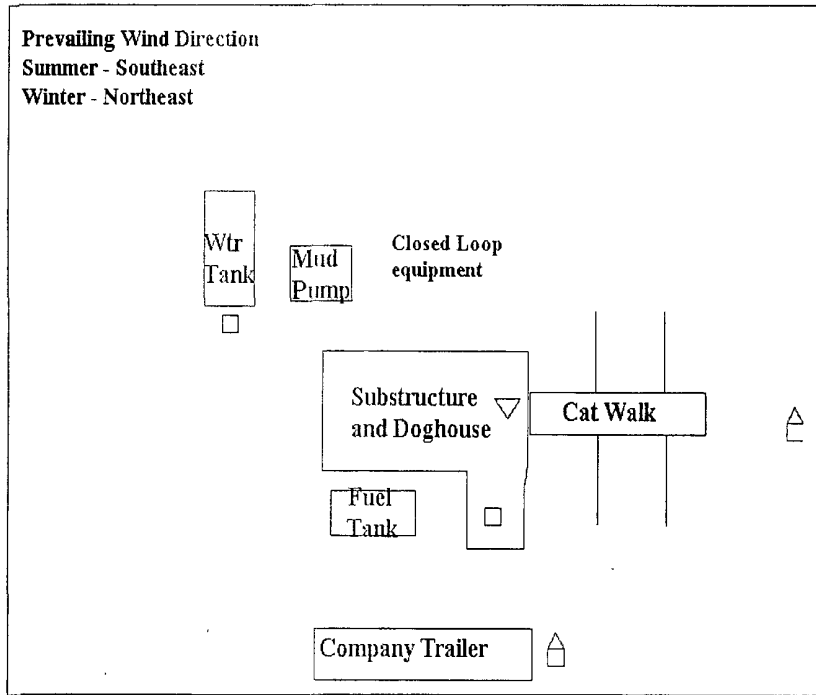 Prevailing Wind Direction
Summer - Southeast
Winter - Northeast
Wtr
Tank
Mud
Pump
Closed Loop
equipment
Substructure
and Doghouse
Cat Walk
Fuel
Tank
Company Trailer